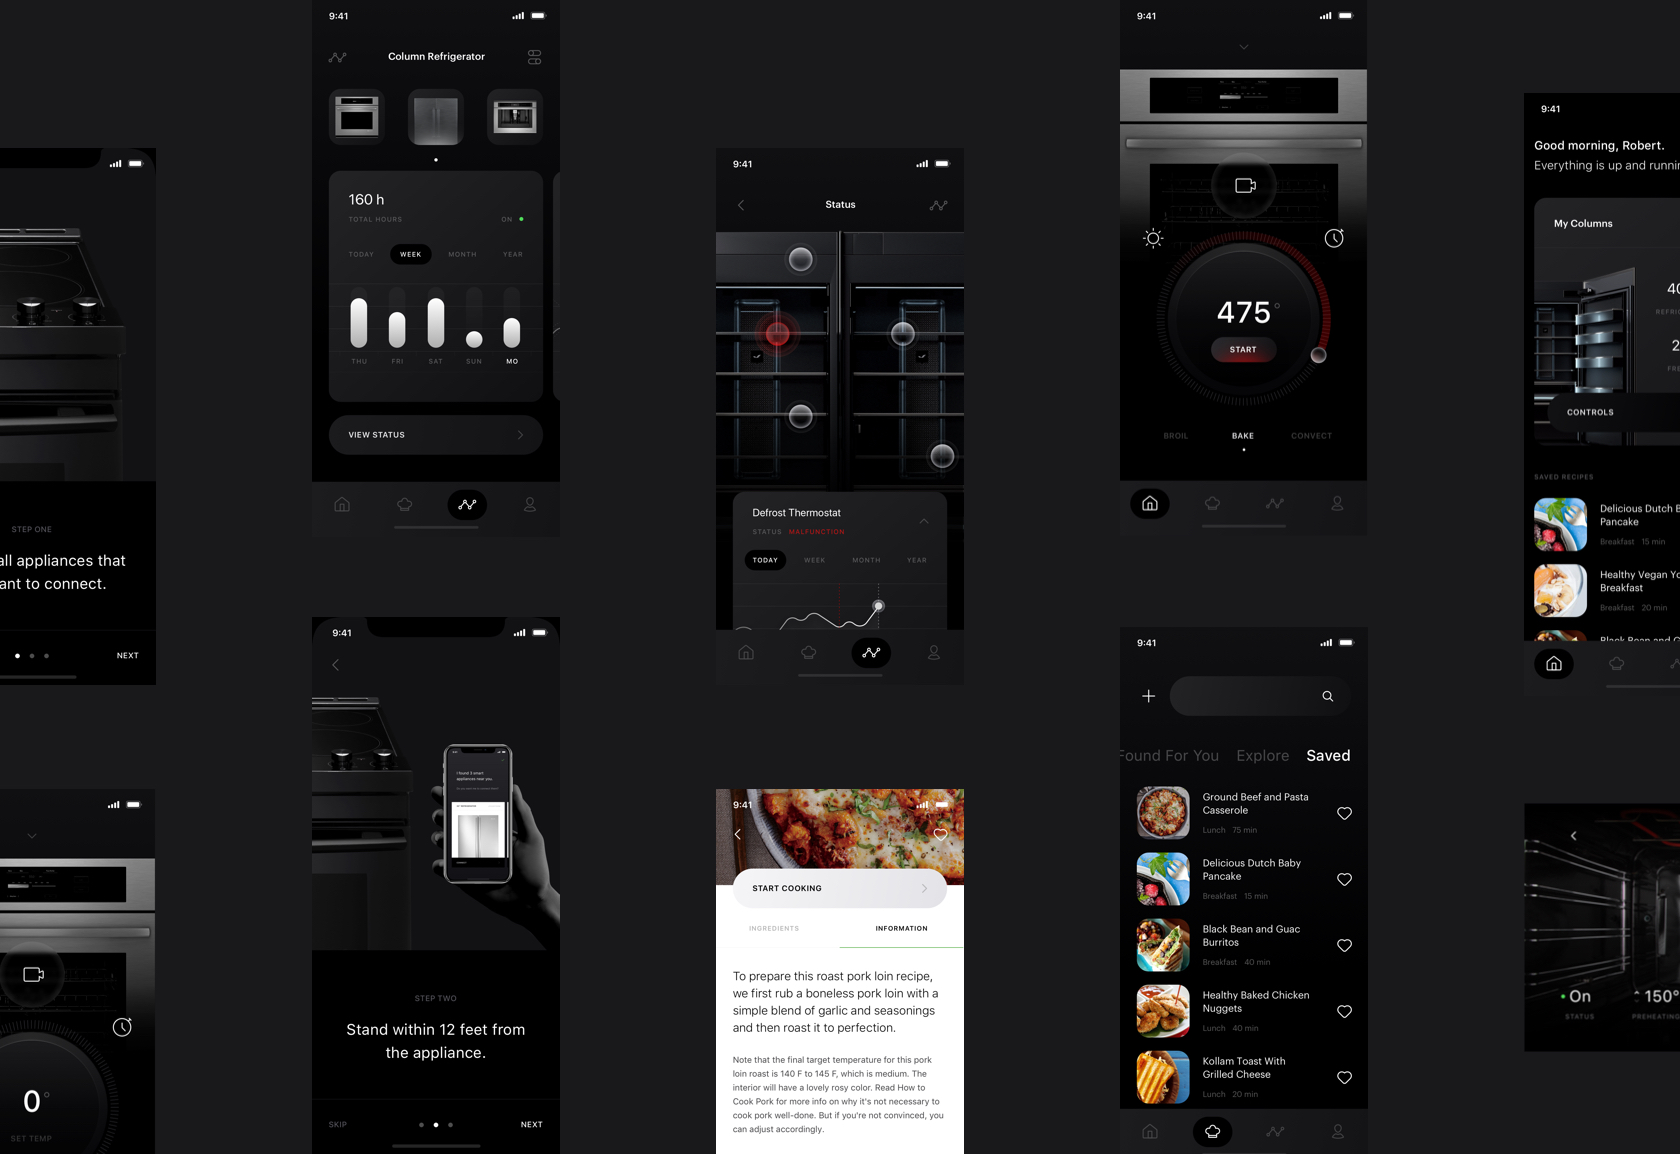 STEP ONE
all appliances that
ant to connect.
NEXT
0°
SET TEMP
9:41
Column Refrigerator
160 h
TOTAL HOURS
ON
TODAY
WEEK
MONTH
YEAR
THU
FRI
SAT
SUN
MO
VIEW STATUS
9:41
I found 3 smart
appliances near you.
STEP TWO
Stand within 12 feet from
the appliance.
SKIP
NEXT
9:41
Status
Defrost Thermostat
STATUS MALFUNCTION
TODAY
WEEK
MONTH
YEAR
9:41
START COOKING
INGREDIENTS
INFORMATION
To prepare this roast pork loin recipe,
we first rub a boneless pork loin with a
simple blend of garlic and seasonings
and then roast it to perfection.
Note that the final target temperature for this pork
loin roast is 140 F to 145 F, which is medium. The
interior will have a lovely rosy color. Read How to
Cook Pork for more info on why it's not necessary to
cook pork well-done. But if you're not convinced, you
can adjust accordingly.
9:41
475°
START
BROIL
BAKE
CONVECT
9:41
Found For You
Explore
Saved
Ground Beef and Pasta
Casserole
Lunch 75 min
Delicious Dutch Baby
Pancake
Breakfast 15 min
Black Bean and Guac
Burritos
Breakfast 40 min
Healthy Baked Chicken
Nuggets
Lunch 40 min
Kollam Toast With
Grilled Cheese
Lunch 20 min
9:41
Good morning, Robert.
Everything is up and runnin
My Columns
40
REFRI
2
FRE
CONTROLS
SAVED RECIPES
Delicious Dutch B
Pancake
Breakfast 15 min
Healthy Vegan Yo
Breakfast
Breakfast 20 min
Black Bean and G
On
STATUS
150°
PREHEATING